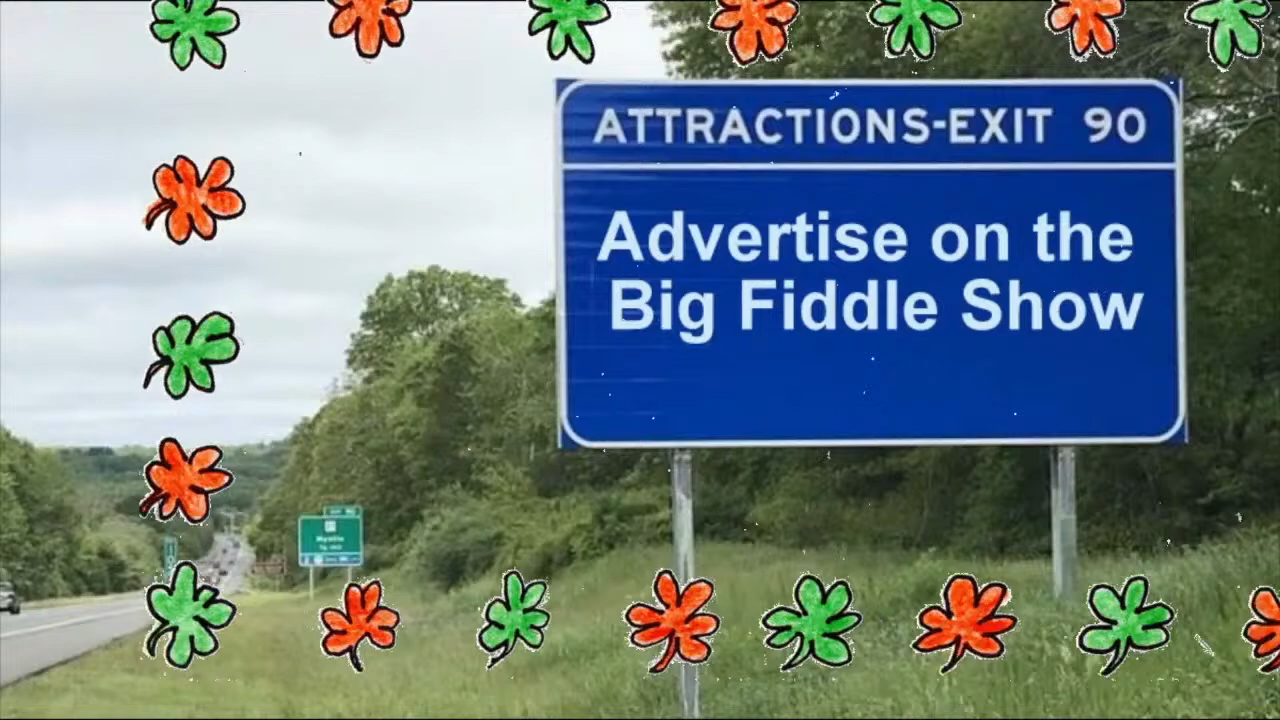 ATTRACTIONS-EXIT 90
Advertise on the
Big Fiddle Show